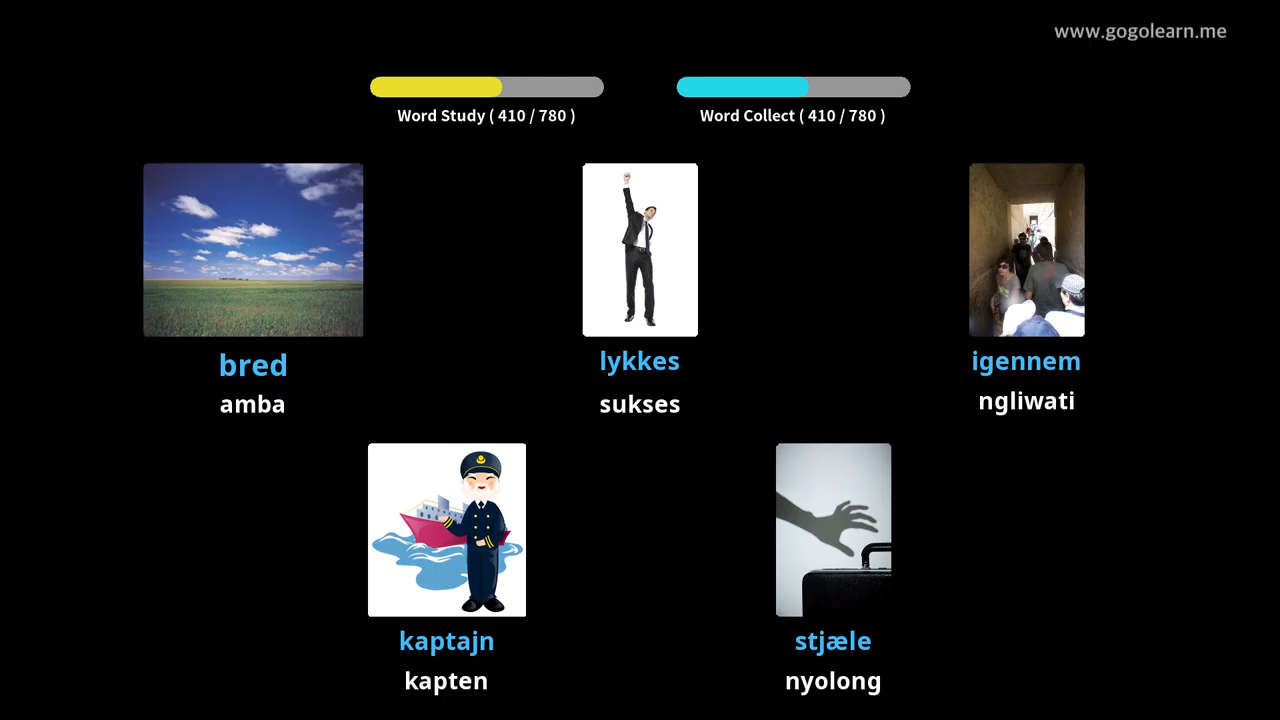 www.gogolearn.me
Word Study ( 410 / 780 )
Word Collect ( 410 / 780 )
bred
amba
lykkes
sukses
igennem
ngliwati
kaptajn
kapten
stjæle
nyolong